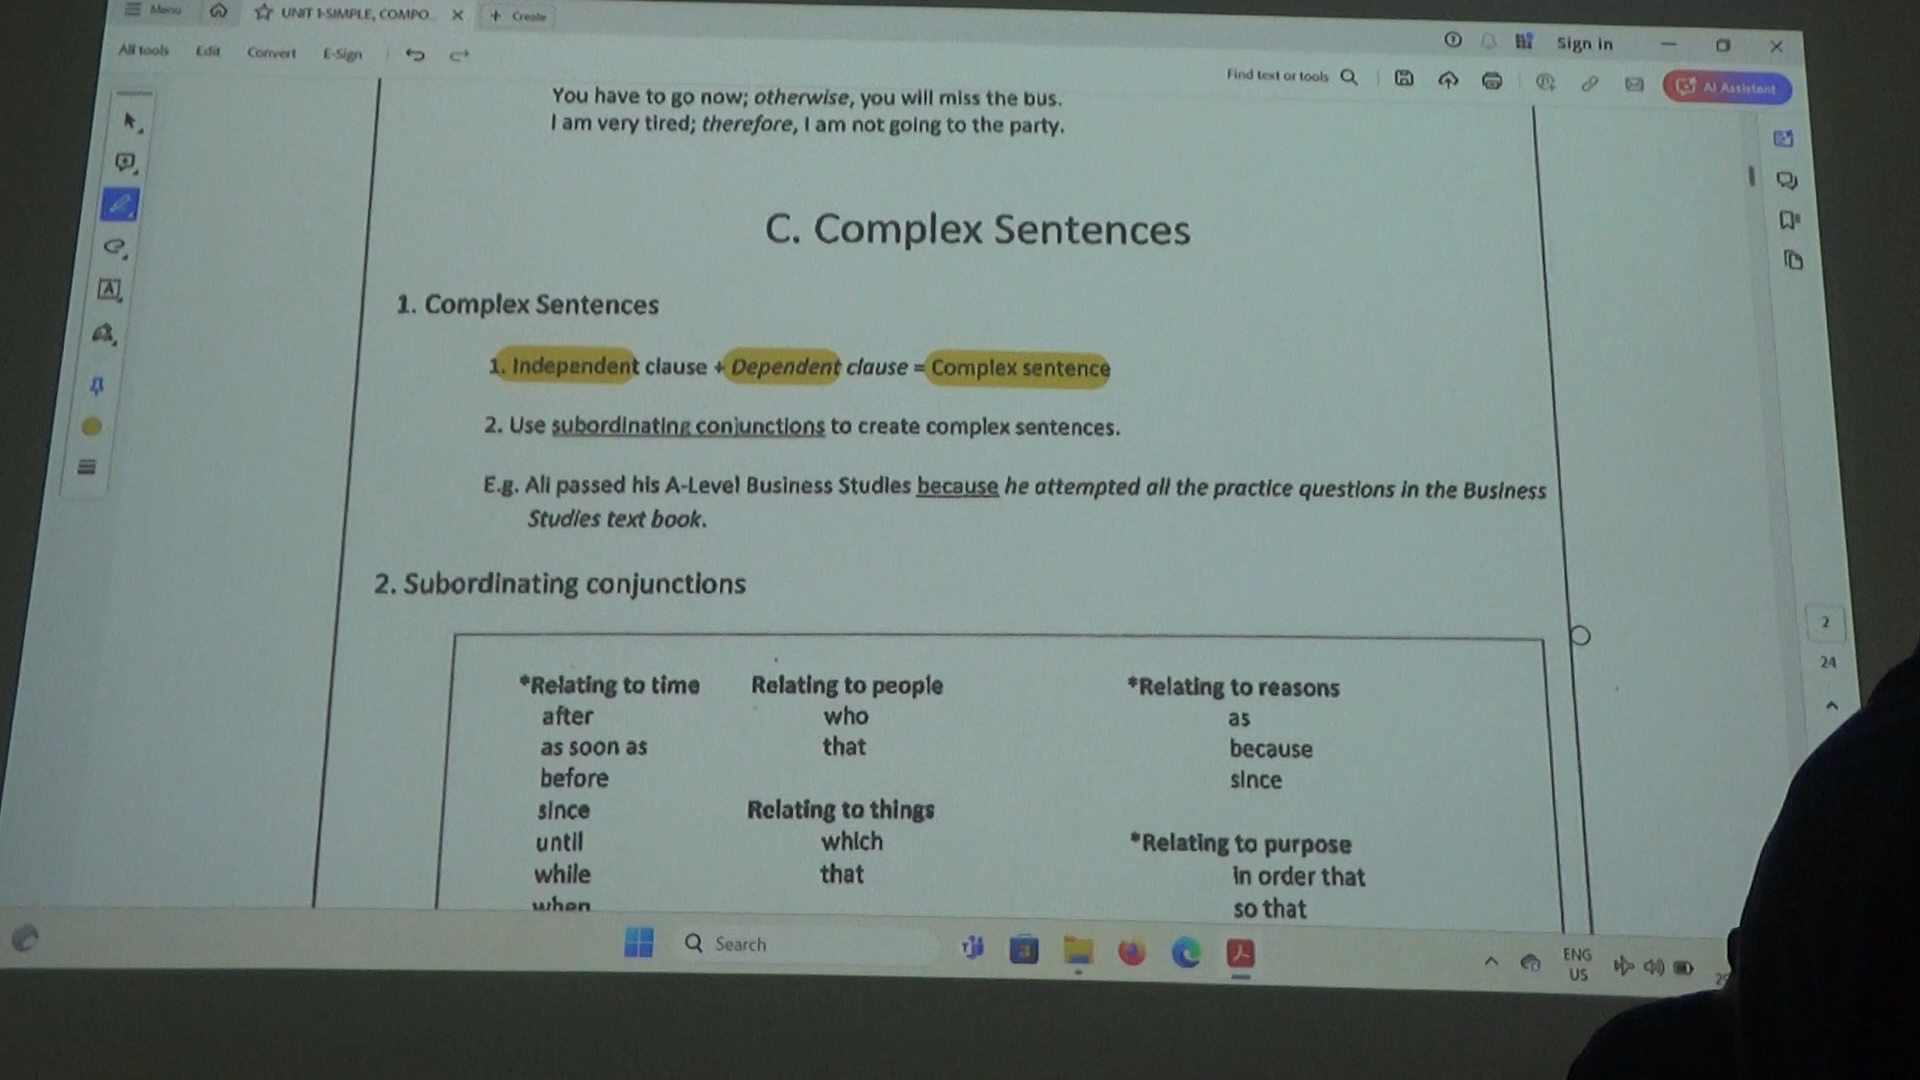 Menu
UNIT 1-SIMPLE, COMPO...
+ Create
All tools Edit Convert E-Sign
Sign in
Find text or tools
AI Assistant
You have to go now; otherwise, you will miss the bus.
I am very tired; therefore, I am not going to the party.
C. Complex Sentences
1. Complex Sentences
1. Independent clause + Dependent clause = Complex sentence
2. Use subordinating conjunctions to create complex sentences.
E.g. Ali passed his A-Level Business Studies because he attempted all the practice questions in the Business
Studies text book.
2. Subordinating conjunctions
*Relating to time
after
as soon as
before
since
until
while
when
Relating to people
who
that
Relating to things
which
that
*Relating to reasons
as
because
since
*Relating to purpose
in order that
so that
2
24
Search
ENG
US